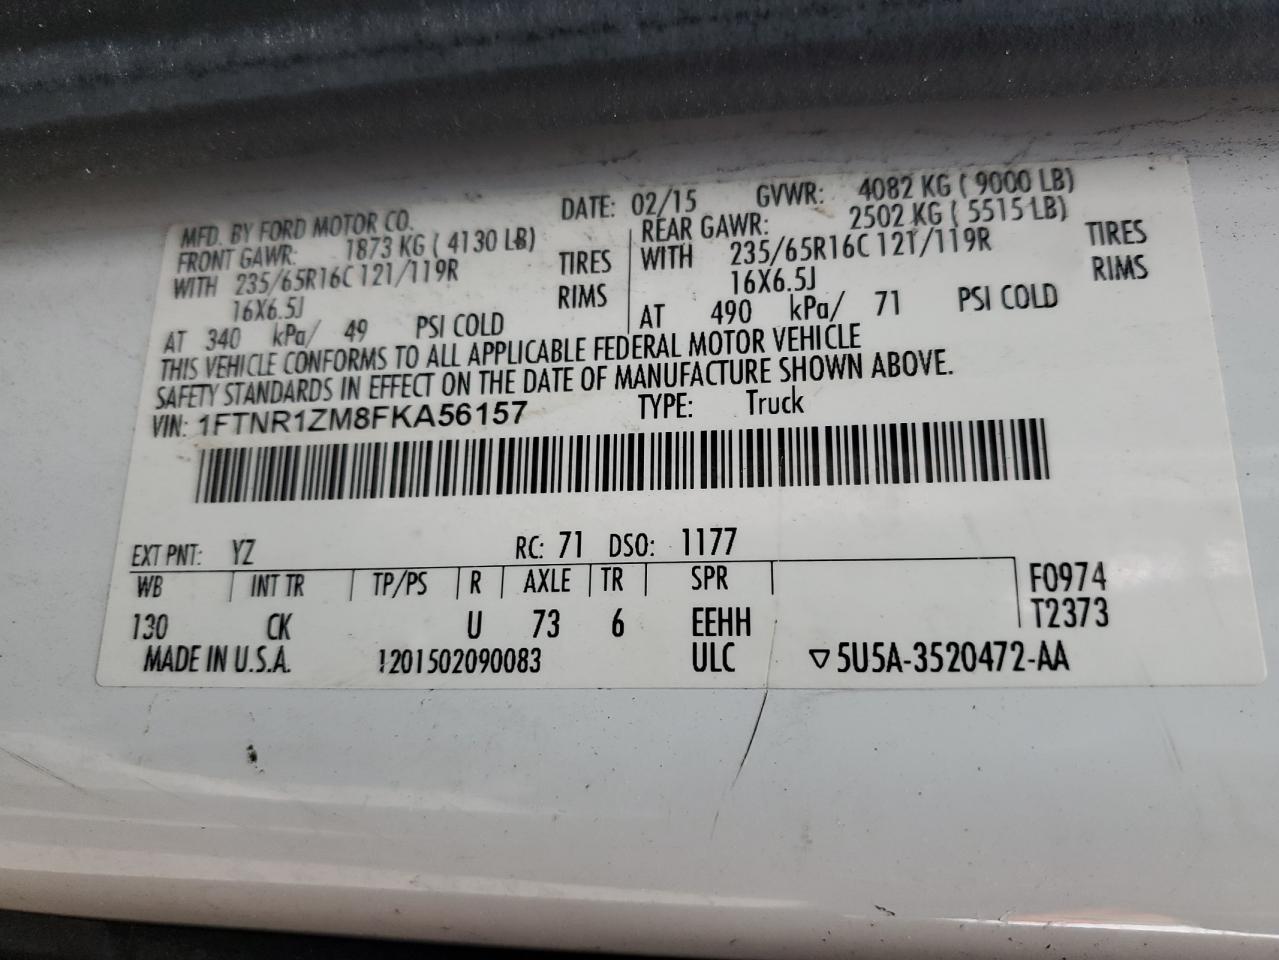 MFD. BY FORD MOTOR CO. DATE: 02/15 GVWR: 4082 KG ( 9000 LB)
FRONT GAWR: 1873 KG ( 4130 LB) REAR GAWR: 2502 KG ( 5515 LB)
WITH 235/65R16C 121/119R TIRES WITH 235/65R16C 121/119R TIRES
16X6.5J RIMS 16X6.5J RIMS
AT 340 kPa/ 49 PSI COLD AT 490 kPa/ 71 PSI COLD
THIS VEHICLE CONFORMS TO ALL APPLICABLE FEDERAL MOTOR VEHICLE
SAFETY STANDARDS IN EFFECT ON THE DATE OF MANUFACTURE SHOWN ABOVE.
VIN: 1FTNR1ZM8FKA56157 TYPE: Truck
EXT PNT: YZ RC: 71 DSO: 1177
WB INT TR TP/PS R AXLE TR SPR F0974
130 CK U 73 6 EEHH T2373
MADE IN U.S.A. 1201502090083 ULC ▽5U5A-3520472-AA